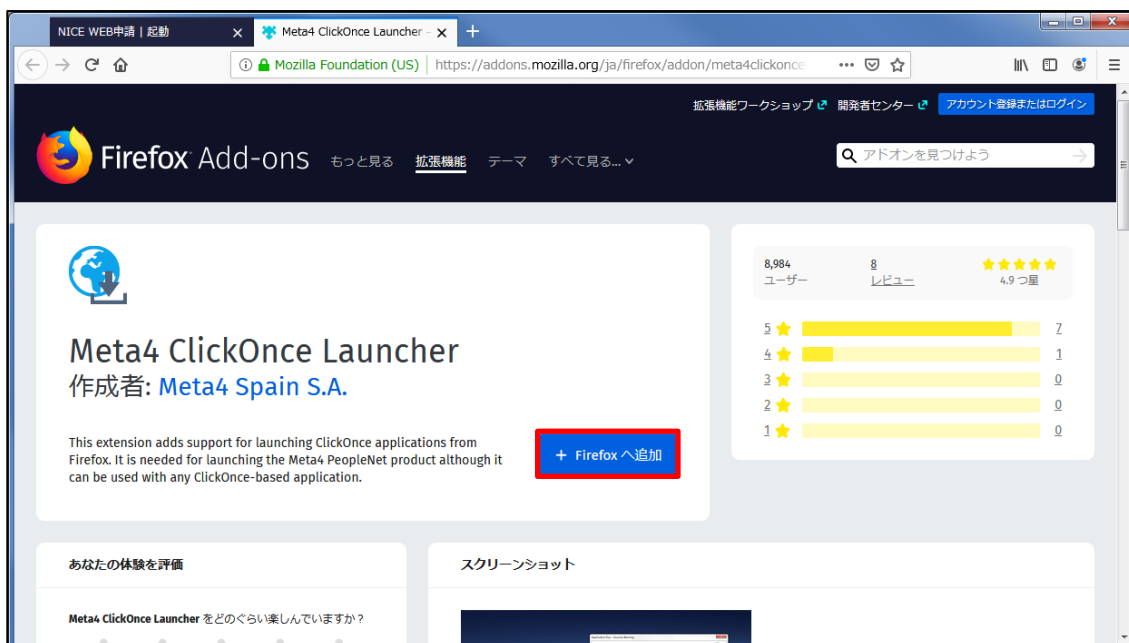 NICE WEB申請 | 起動
Meta4 ClickOnce Launcher –
Mozilla Foundation (US) https://addons.mozilla.org/ja/firefox/addon/meta4clickonce
拡張機能ワークショップ 開発者センター アカウント登録またはログイン
Firefox Add-ons もっと見る 拡張機能 テーマ すべて見る... アドオンを見つけよう
Meta4 ClickOnce Launcher
作成者: Meta4 Spain S.A.
This extension adds support for launching ClickOnce applications from
Firefox. It is needed for launching the Meta4 PeopleNet product although it
can be used with any ClickOnce-based application.
+ Firefox へ追加
8,984 8
ユーザー レビュー 4.9 つ星
5 7
4 1
3 0
2 0
1 0
あなたの体験を評価
Meta4 ClickOnce Launcher をどのぐらい楽しんでいますか？
スクリーンショット